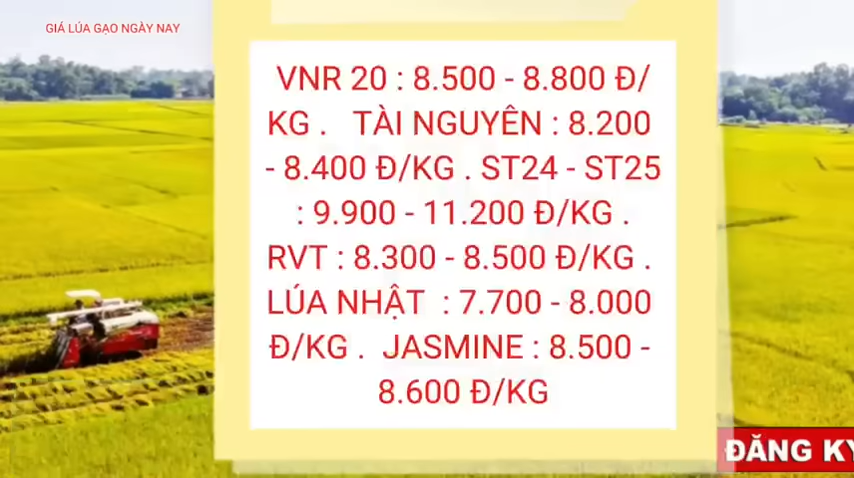 GIÁ LÚA GẠO NGÀY NAY
VNR 20 : 8.500 - 8.800 Đ/
KG . TÀI NGUYÊN : 8.200
- 8.400 Đ/KG . ST24 - ST25
: 9.900 - 11.200 Đ/KG .
RVT : 8.300 - 8.500 Đ/KG .
LÚA NHẬT : 7.700 - 8.000
Đ/KG . JASMINE : 8.500 -
8.600 Đ/KG
ĐĂNG KÝ